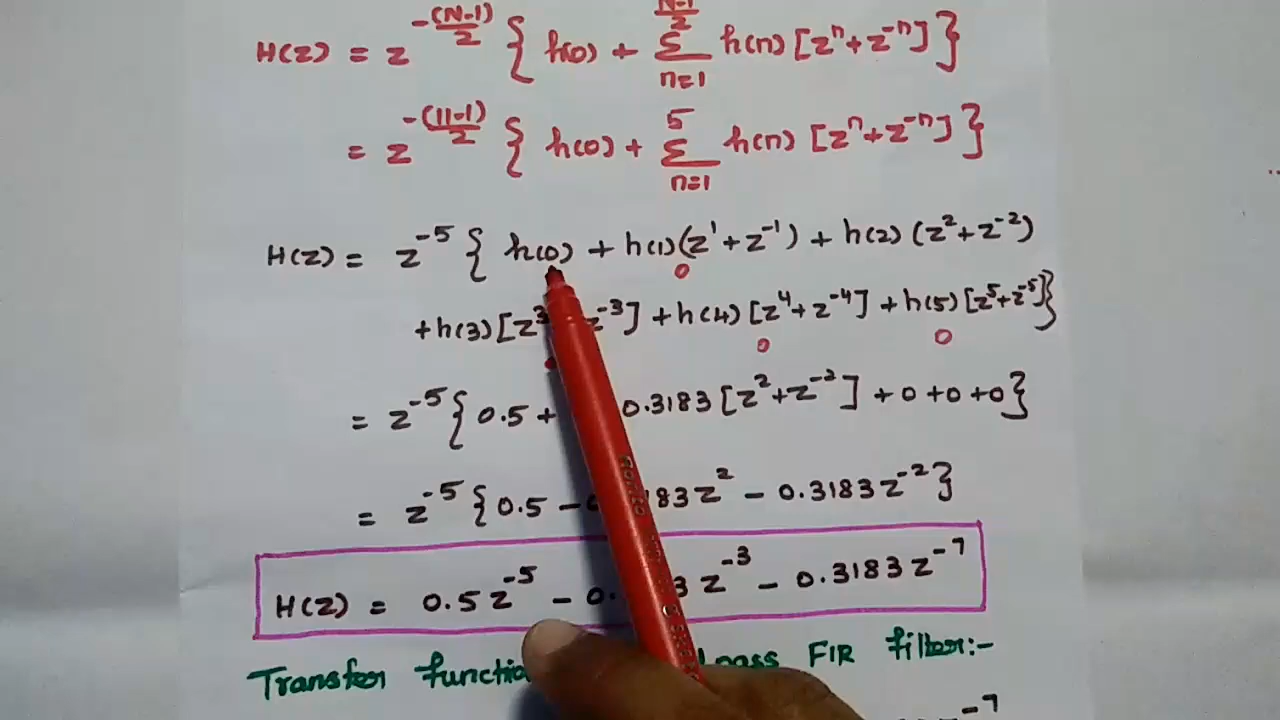 H(z) = z^{-(N-1)/2} { h(0) + Σ_{n=1}^{(N-1)/2} h(n) [z^n + z^{-n}] }
= z^{-(11-1)/2} { h(0) + Σ_{n=1}^{5} h(n) [z^n + z^{-n}] }
H(z) = z^{-5} { h(0) + h(1)(z^1 + z^{-1}) + h(2) (z^2 + z^{-2})
0
+ h(3) [z^3 z^{-3}] + h(4) [z^4 + z^{-4}] + h(5) [z^5 + z^{-5}] }
0 0
= z^{-5} { 0.5 + 0.3183 [z^2 + z^{-2}] + 0 + 0 + 0 }
= z^{-5} { 0.5 - 183 z^2 - 0.3183 z^{-2} }
H(z) = 0.5 z^{-5} - 0. 3 z^{-3} - 0.3183 z^{-7}
Transfer FIR filter:-
-7